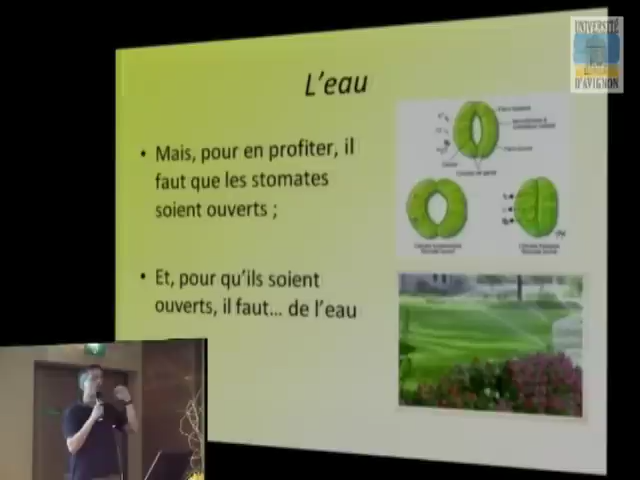 UNIVERSITÉ
D'AVIGNON
L'eau
• Mais, pour en profiter, il
faut que les stomates
soient ouverts ;
• Et, pour qu'ils soient
ouverts, il faut... de l'eau